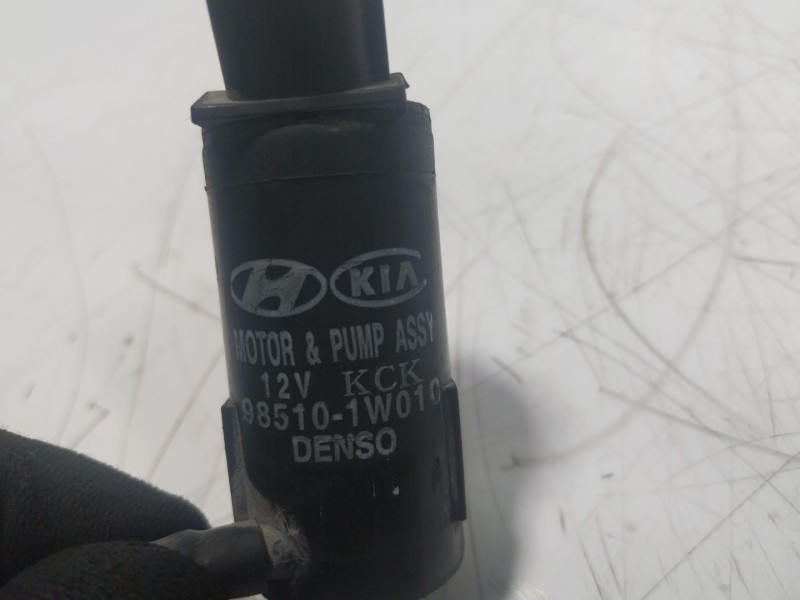 KIA
MOTOR & PUMP ASSY
12V KCK
98510-1W010
DENSO